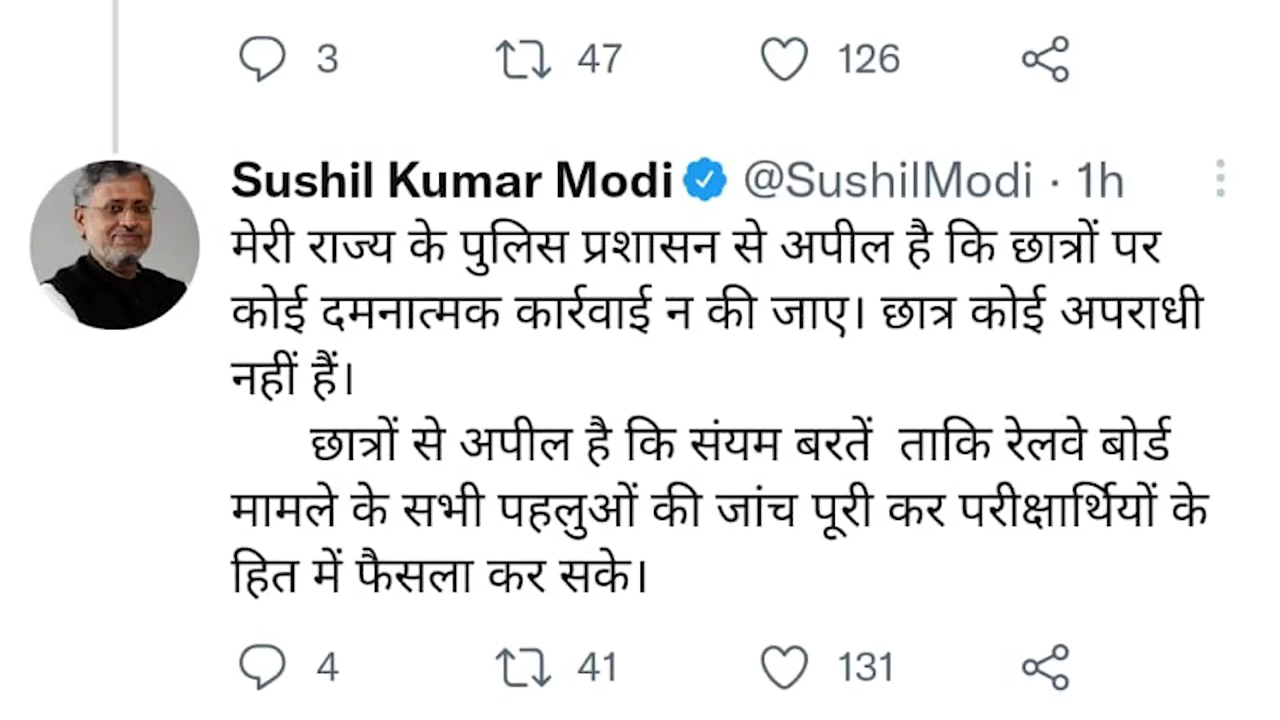 3 47 126
Sushil Kumar Modi @SushilModi · 1h
मेरी राज्य के पुलिस प्रशासन से अपील है कि छात्रों पर
कोई दमनात्मक कार्रवाई न की जाए। छात्र कोई अपराधी
नहीं हैं।
छात्रों से अपील है कि संयम बरतें ताकि रेलवे बोर्ड
मामले के सभी पहलुओं की जांच पूरी कर परीक्षार्थियों के
हित में फैसला कर सके।
4 41 131